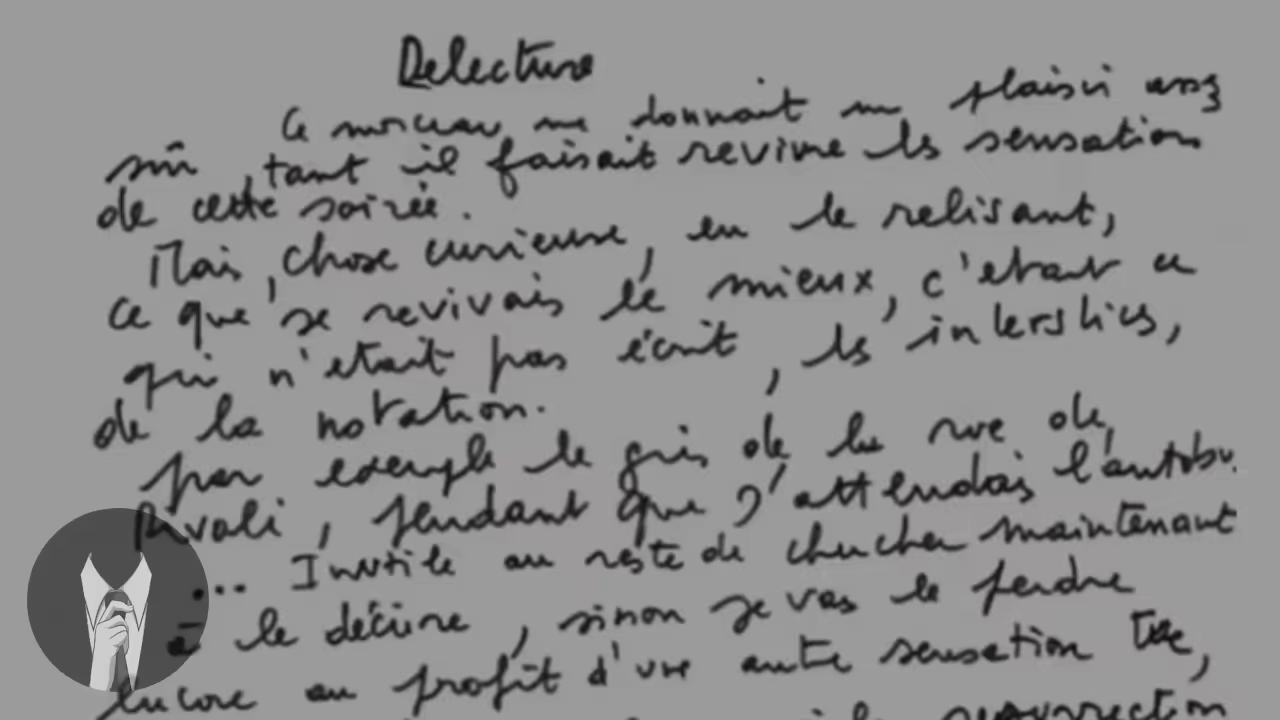 Relecture
Ce morceau me donnait un plaisir assez
sûr, tant il faisait revivre les sensations
de cette soirée.
Mais, chose curieuse, en le relisant,
ce que je revivais le mieux, c'était ce
qui n'était pas écrit, les interstices,
de la notation.
par exemple le gris de la rue de
Rivoli, pendant que j'attendais l'autobu
... Inutile au reste de chercher maintenant
à le décrire, sinon je vas le perdre
encore au profit d'une autre sensation
resurrection